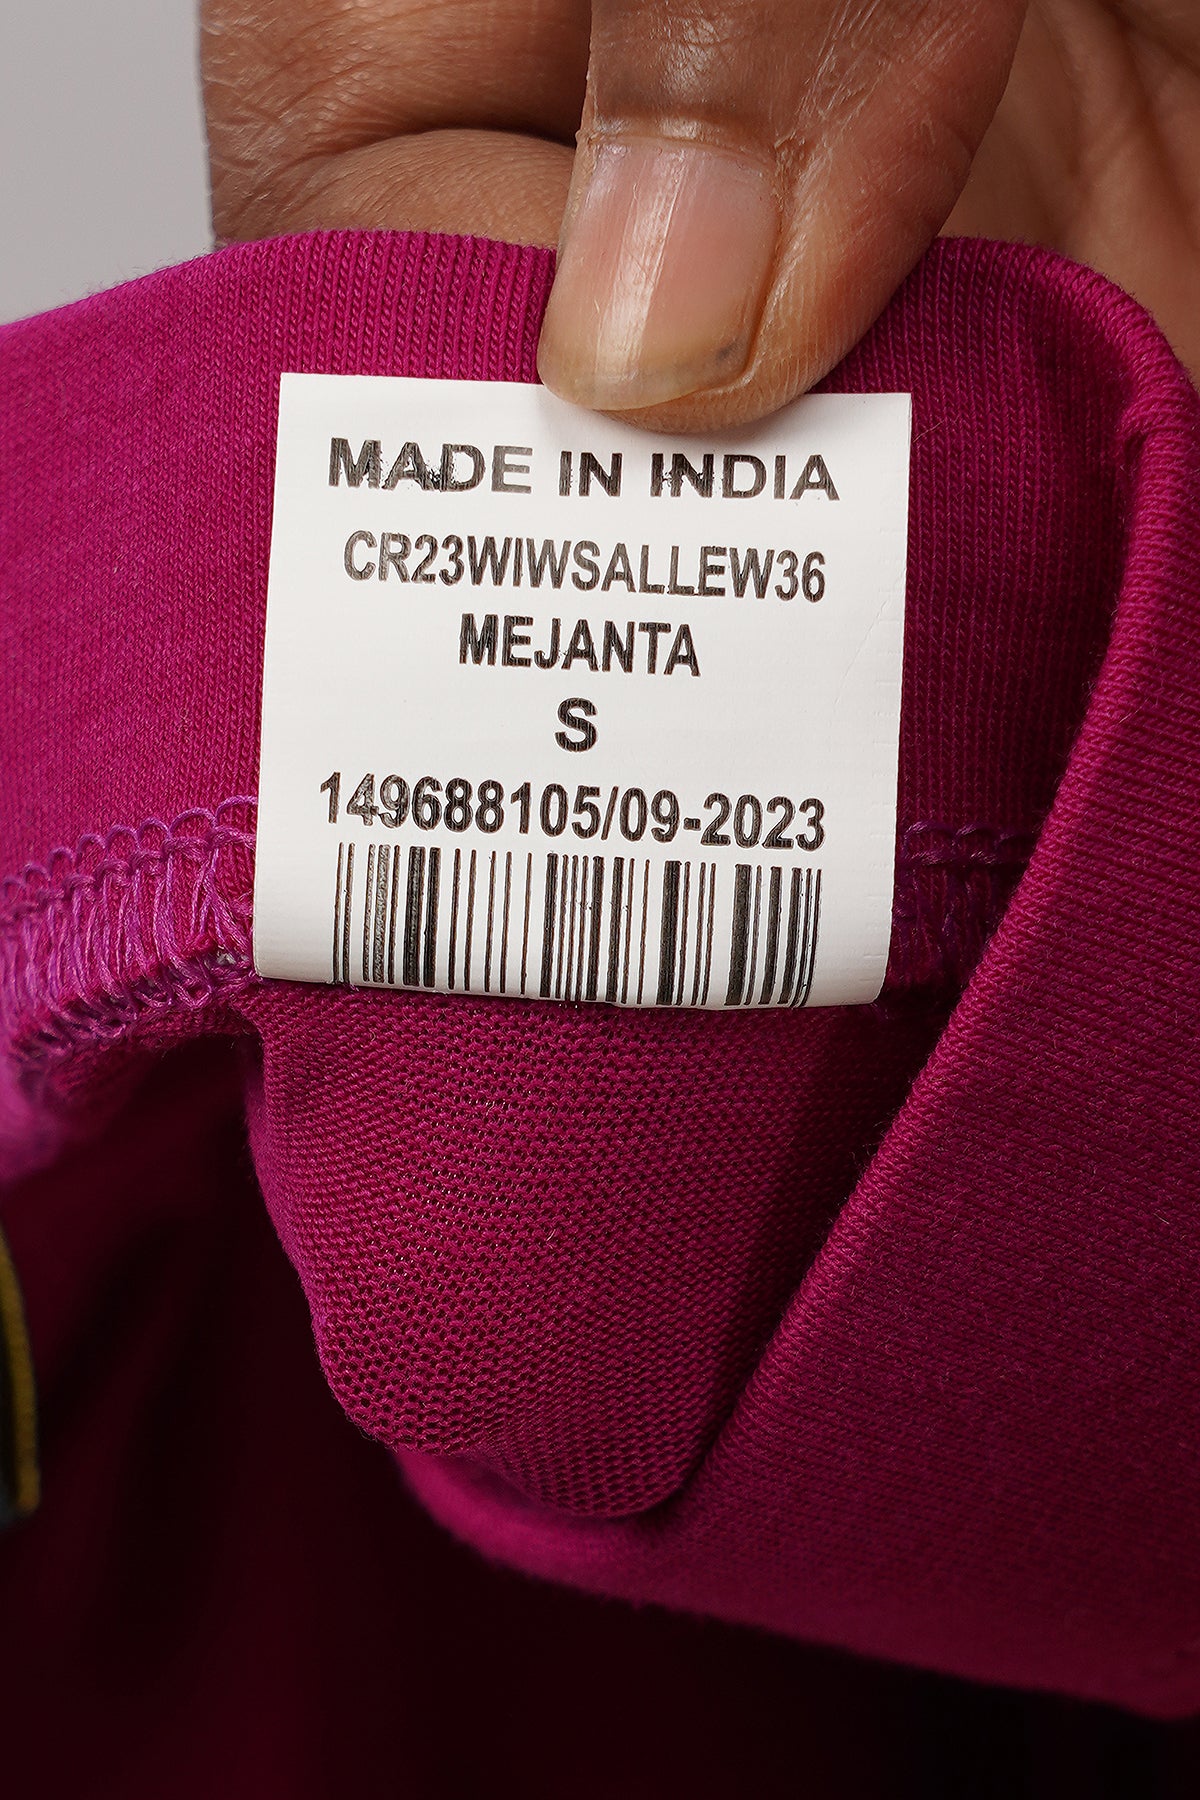 MADE IN INDIA
CR23WIWSALLEW36
MEJANTA
S
149688105/09-2023